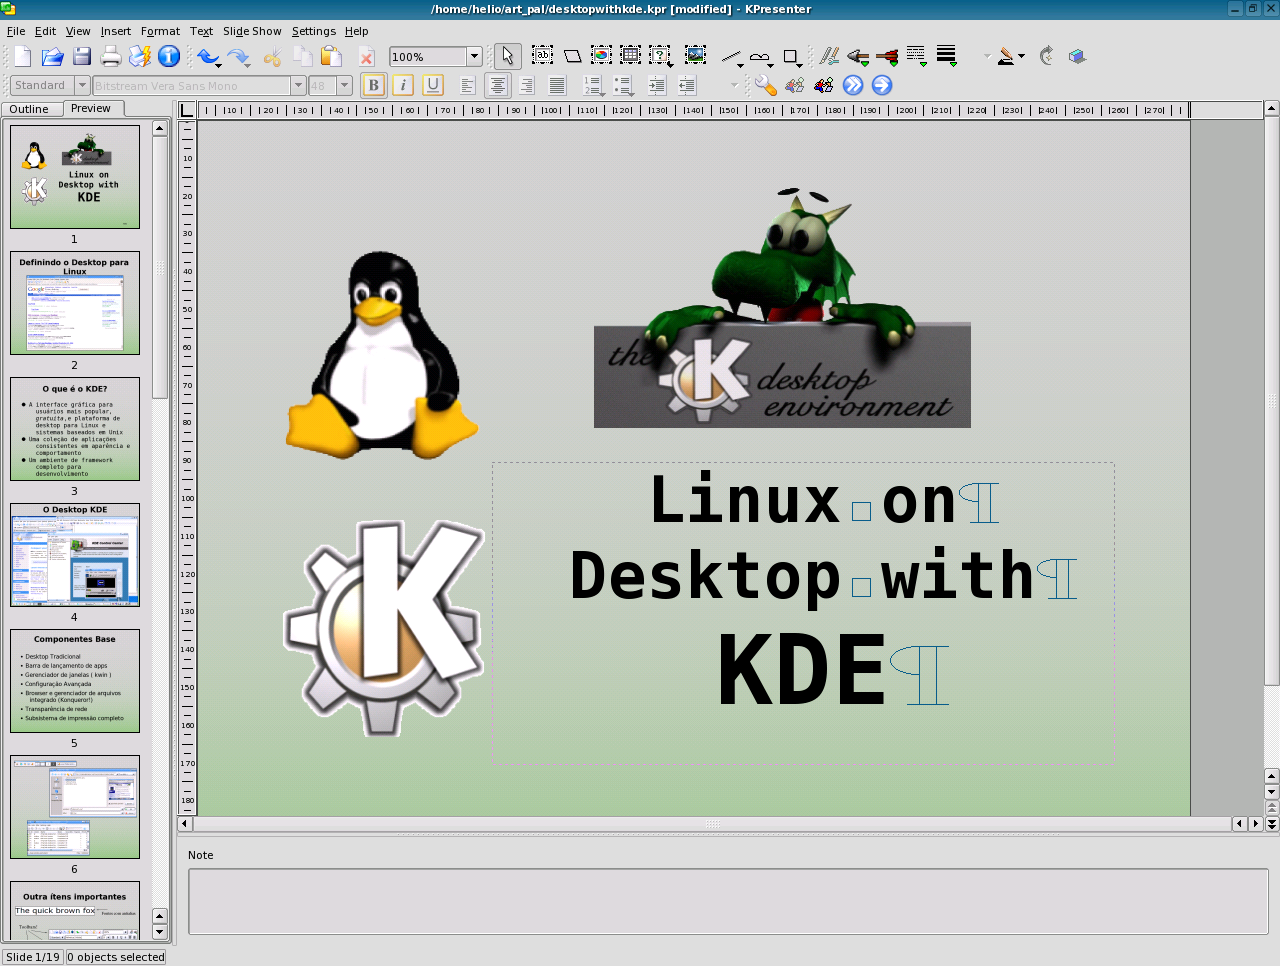 /home/helio/art_pal/desktopwithkde.kpr [modified] - KPresenter
File Edit View Insert Format Text Slide Show Settings Help
100%
Standard Bitstream Vera Sans Mono 48 B i U
Outline Preview
Linux on
Desktop with
KDE
1
Definindo o Desktop para
Linux
2
O que é o KDE?
• A interface gráfica para
usuários mais popular,
gratuita,e plataforma de
desktop para Linux e
sistemas baseados em Unix
• Uma coleção de aplicações
consistentes em aparência e
comportamento
• Um ambiente de framework
completo para
desenvolvimento
3
O Desktop KDE
4
Componentes Base
• Desktop Tradicional
• Barra de lançamento de apps
• Gerenciador de janelas ( kwin )
• Configuração Avançada
• Browser e gerenciador de arquivos
integrado (Konqueror!)
• Transparência de rede
• Subsistema de impressão completo
5
6
Outra ítens importantes
The quick brown fox
10 20 30 40 50 60 70 80 90 100 110 120 130 140 150 160 170 180 190 200 210 220 230 240 250 260 270
10
20
30
40
50
60
70
80
90
100
110
120
130
140
150
160
170
180
the K desktop
environment
K
Linux on¶
Desktop with¶
KDE¶
Note
Slide 1/19 0 objects selected